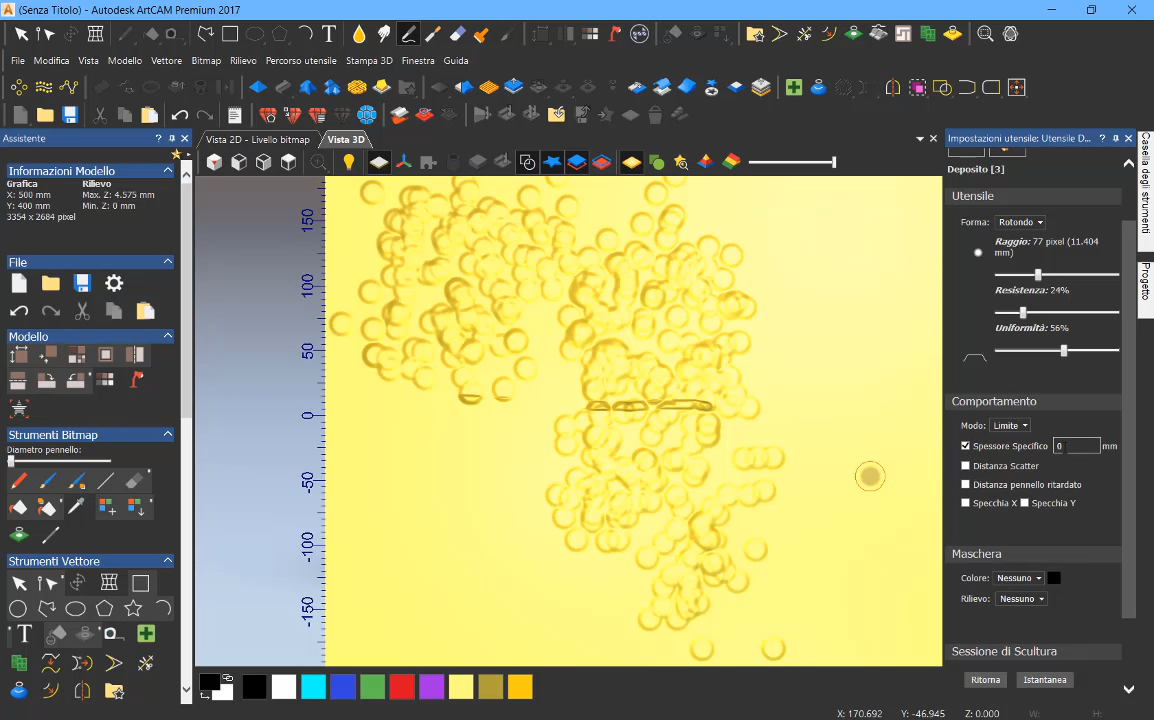 (Senza Titolo) - Autodesk ArtCAM Premium 2017
File Modifica Vista Modello Vettore Bitmap Rilievo Percorso utensile Stampa 3D Finestra Guida
Assistente
Vista 2D - Livello bitmap
Vista 3D
Informazioni Modello
Grafica Rilievo
X: 500 mm Max. Z: 4.575 mm
Y: 400 mm Min. Z: 0 mm
3354 x 2684 pixel
File
Modello
Strumenti Bitmap
Diametro pennello:
Strumenti Vettore
150
100
50
0
-50
-100
-150
Impostazioni utensile: Utensile D...
Deposito [3]
Utensile
Forma: Rotondo
Raggio: 77 pixel (11.404
mm)
Resistenza: 24%
Uniformità: 56%
Comportamento
Modo: Limite
Spessore Specifico 0 mm
Distanza Scatter
Distanza pennello ritardato
Specchia X Specchia Y
Maschera
Colore: Nessuno
Rilievo: Nessuno
Sessione di Scultura
Ritorna Istantanea
Casella degli strumenti
Progetto
X: 170.692 Y: -46.945 Z: 0.000 W: H: